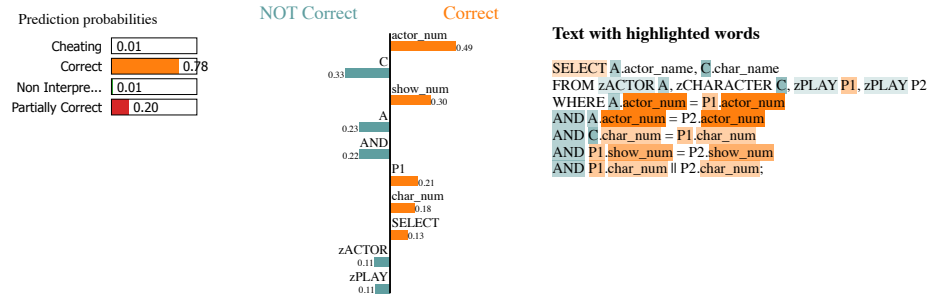 Prediction probabilities
Cheating 0.01
Correct 0.78
Non Interpre... 0.01
Partially Correct 0.20
NOT Correct Correct
actor_num
0.49
C
0.33
show_num
0.30
A
0.23
AND
0.22
P1
0.21
char_num
0.18
SELECT
0.13
zACTOR
0.11
zPLAY
0.11
Text with highlighted words
SELECT A.actor_name, C.char_name
FROM zACTOR A, zCHARACTER C, zPLAY P1, zPLAY P2
WHERE A.actor_num = P1.actor_num
AND A.actor_num = P2.actor_num
AND C.char_num = P1.char_num
AND P1.show_num = P2.show_num
AND P1.char_num || P2.char_num;